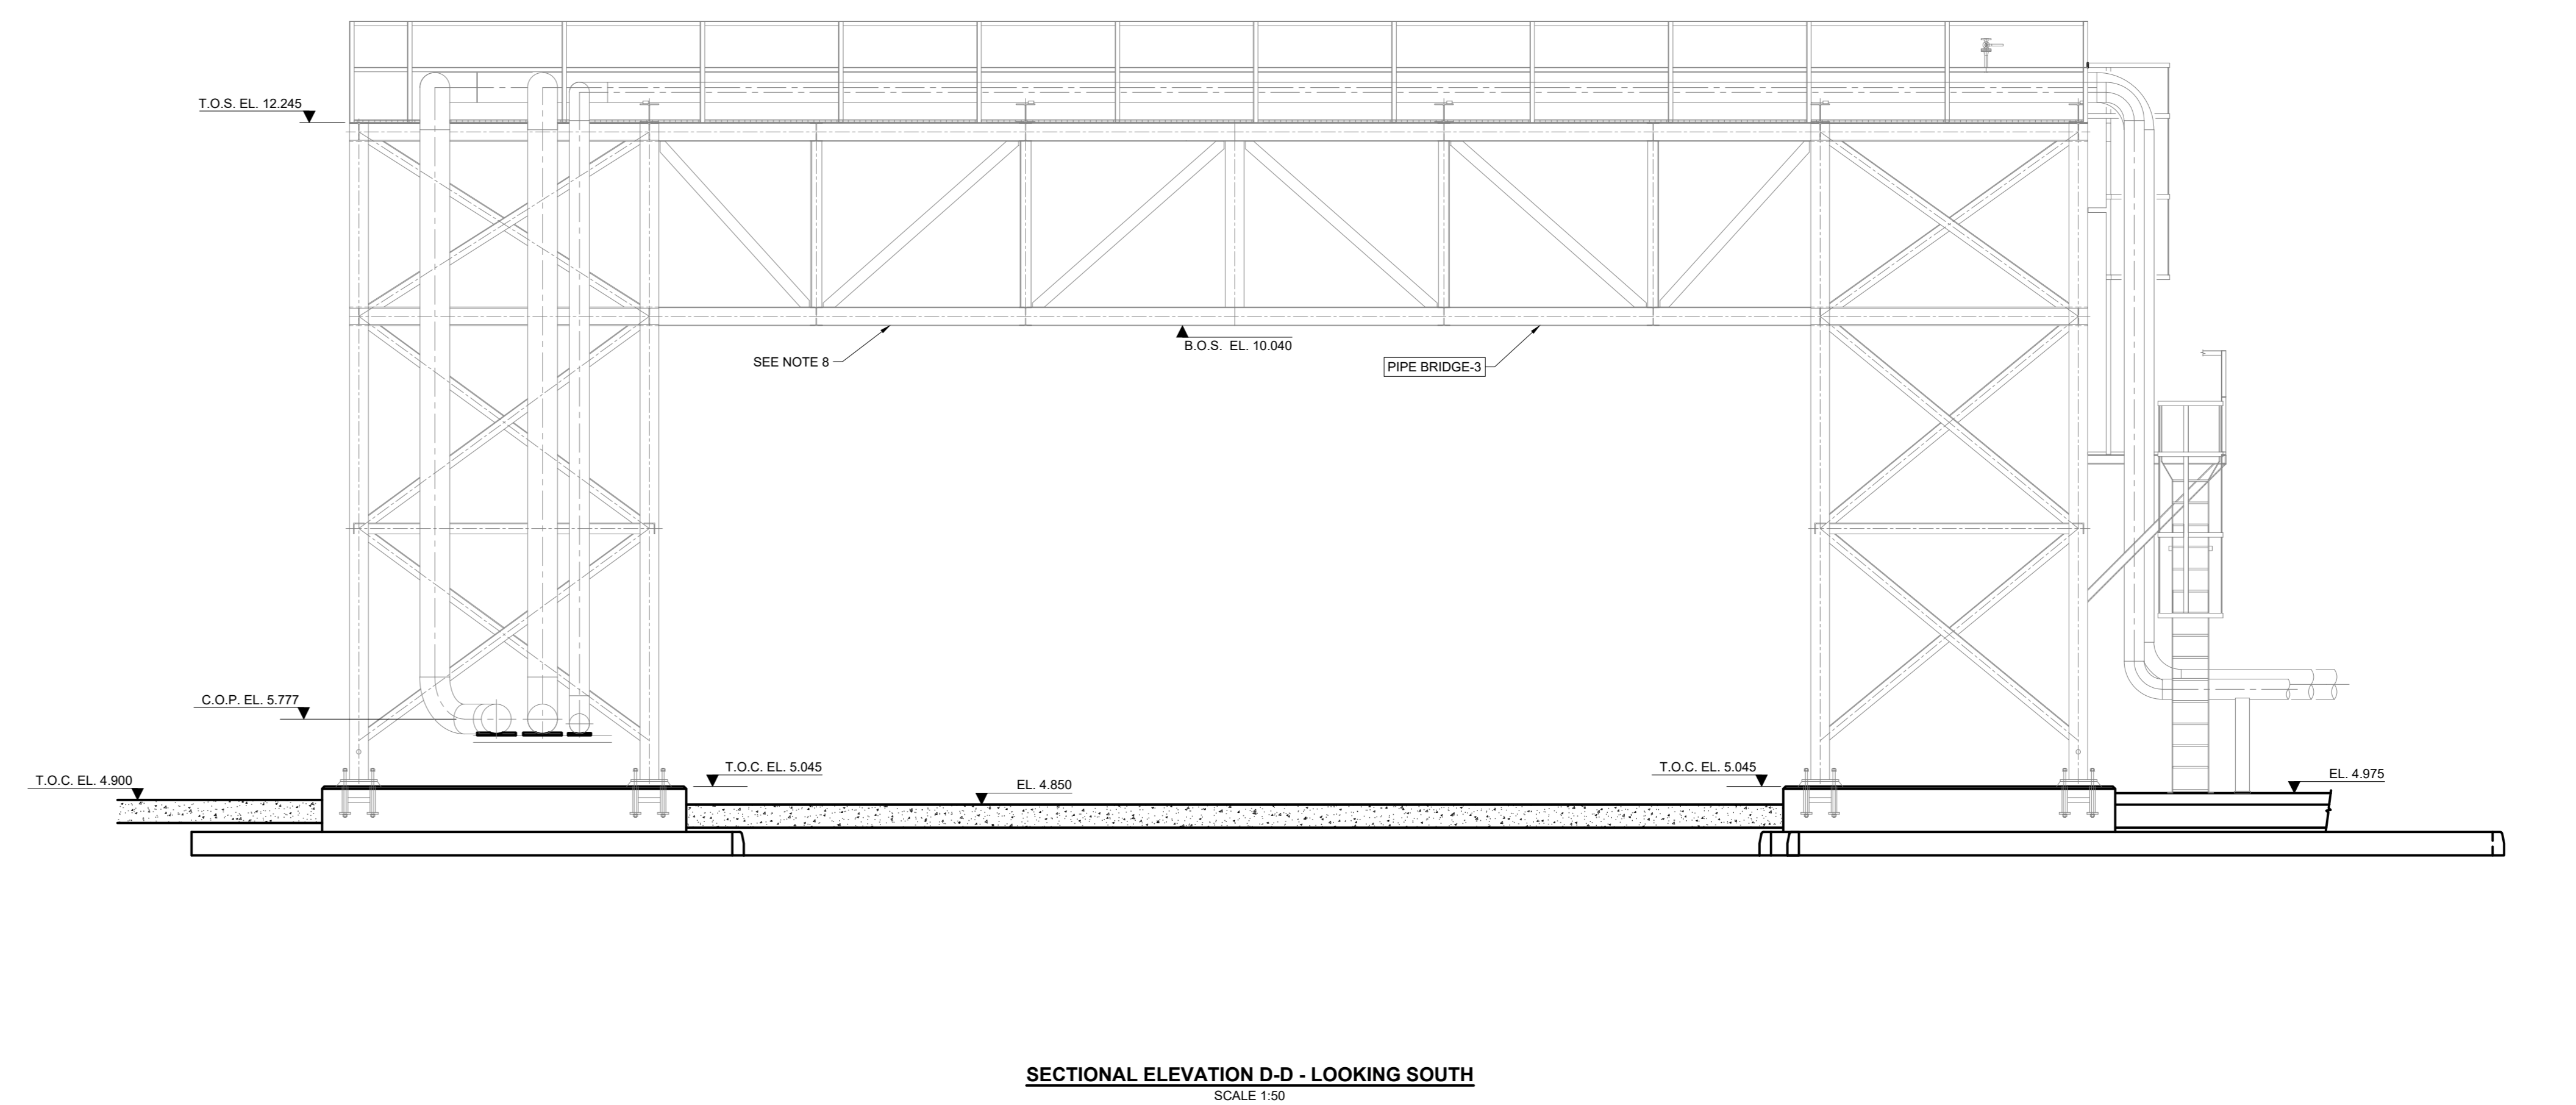 T.O.S. EL. 12.245
SEE NOTE 8
B.O.S. EL. 10.040
PIPE BRIDGE-3
C.O.P. EL. 5.777
T.O.C. EL. 4.900
T.O.C. EL. 5.045
EL. 4.850
T.O.C. EL. 5.045
EL. 4.975
SECTIONAL ELEVATION D-D - LOOKING SOUTH
SCALE 1:50